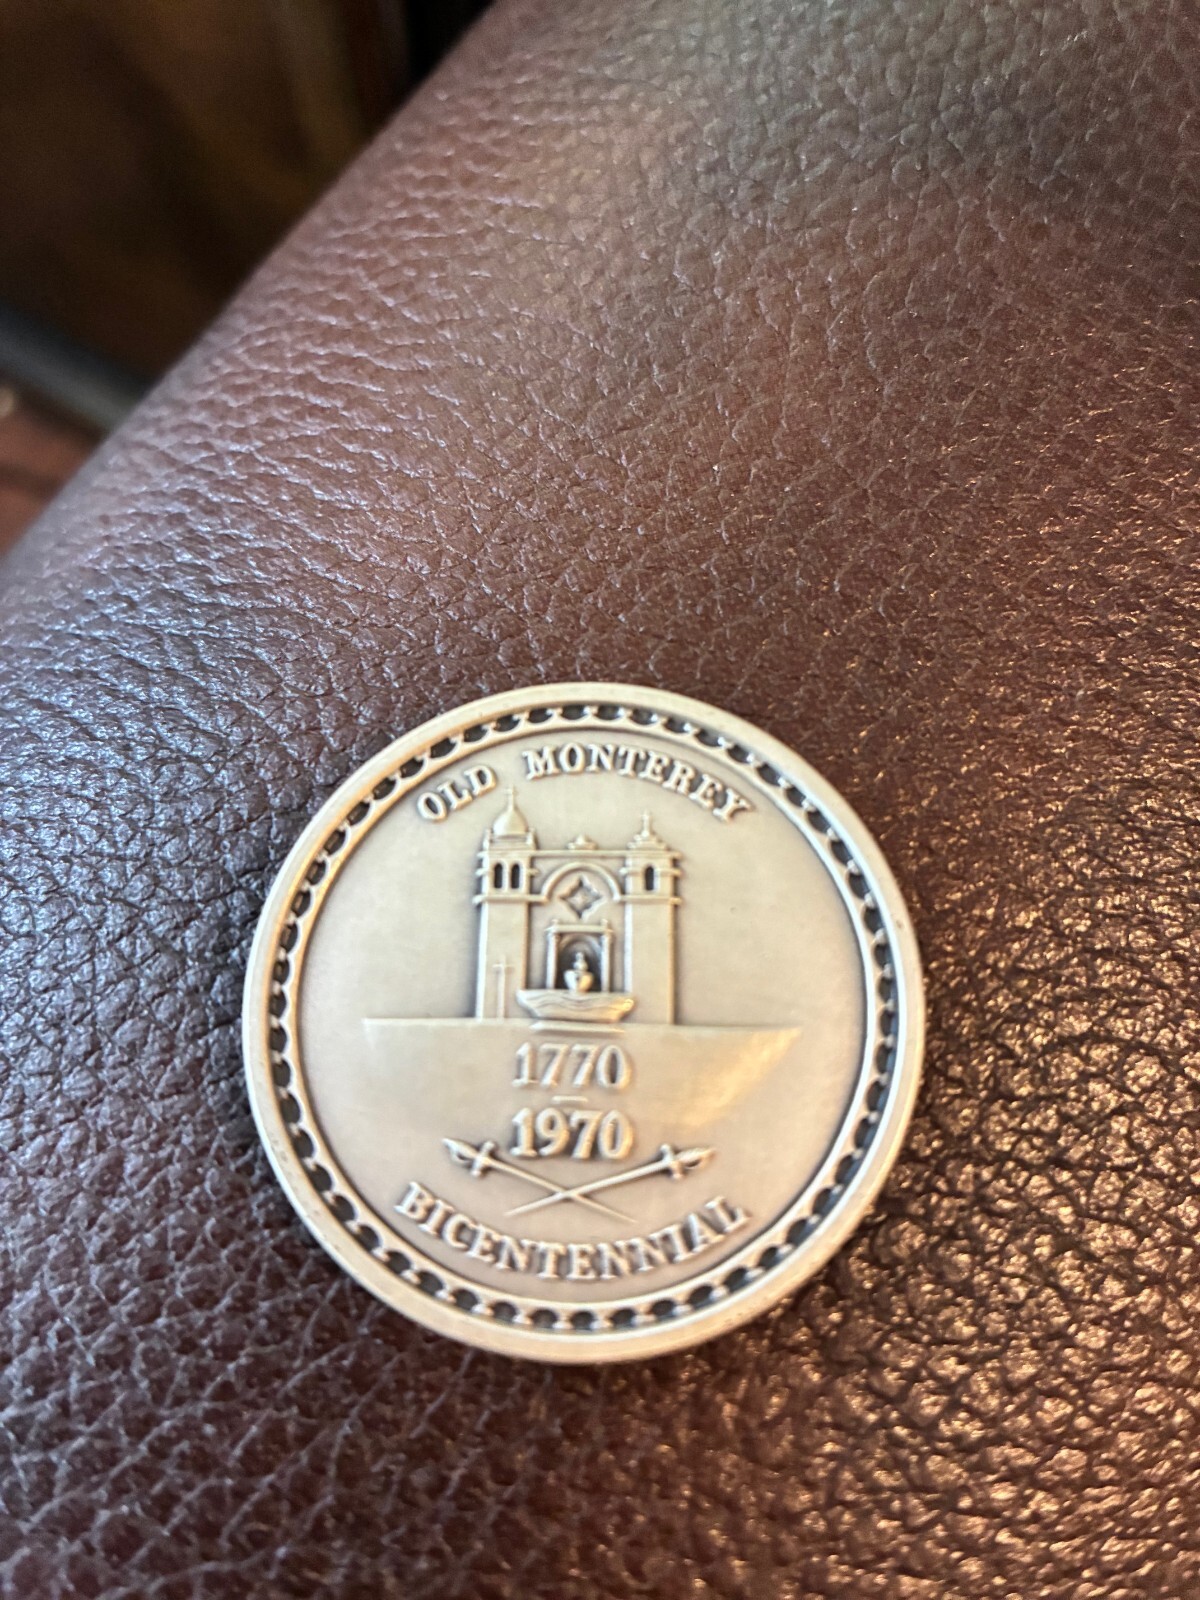 OLD MONTEREY
1770
1970
BICENTENNIAL